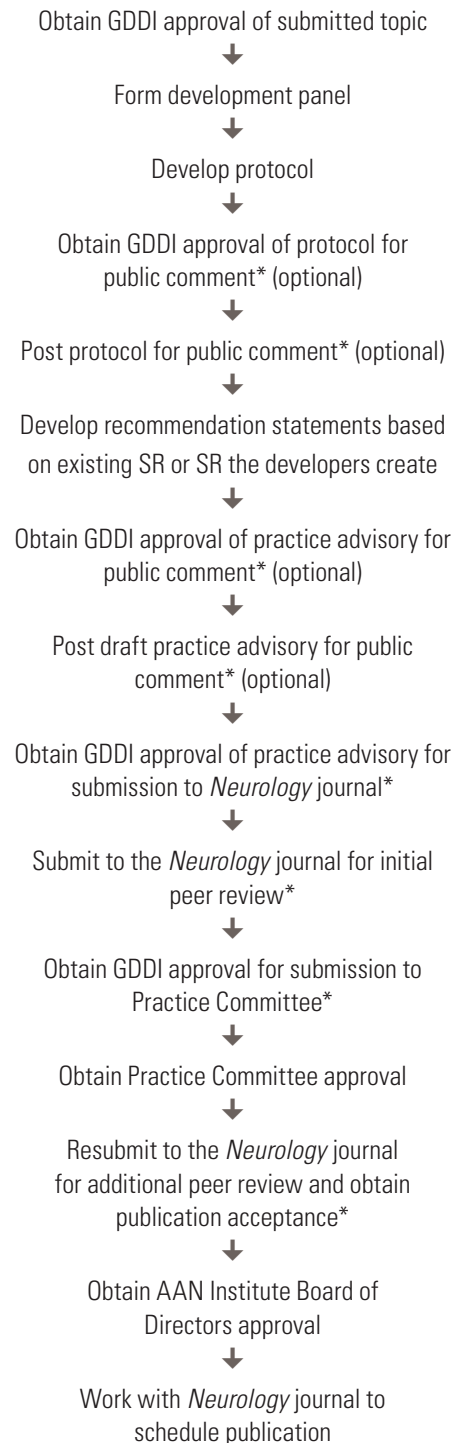 Obtain GDDI approval of submitted topic
Form development panel
Develop protocol
Obtain GDDI approval of protocol for
public comment* (optional)
Post protocol for public comment* (optional)
Develop recommendation statements based
on existing SR or SR the developers create
Obtain GDDI approval of practice advisory for
public comment* (optional)
Post draft practice advisory for public
comment* (optional)
Obtain GDDI approval of practice advisory for
submission to Neurology journal*
Submit to the Neurology journal for initial
peer review*
Obtain GDDI approval for submission to
Practice Committee*
Obtain Practice Committee approval
Resubmit to the Neurology journal
for additional peer review and obtain
publication acceptance*
Obtain AAN Institute Board of
Directors approval
Work with Neurology journal to
schedule publication